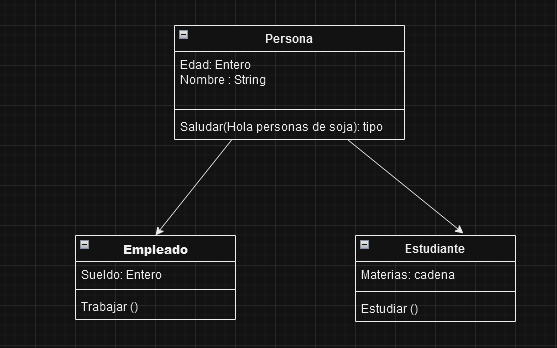 Persona
Edad: Entero
Nombre : String
Saludar(Hola personas de soja): tipo
Empleado
Sueldo: Entero
Trabajar ()
Estudiante
Materias: cadena
Estudiar ()